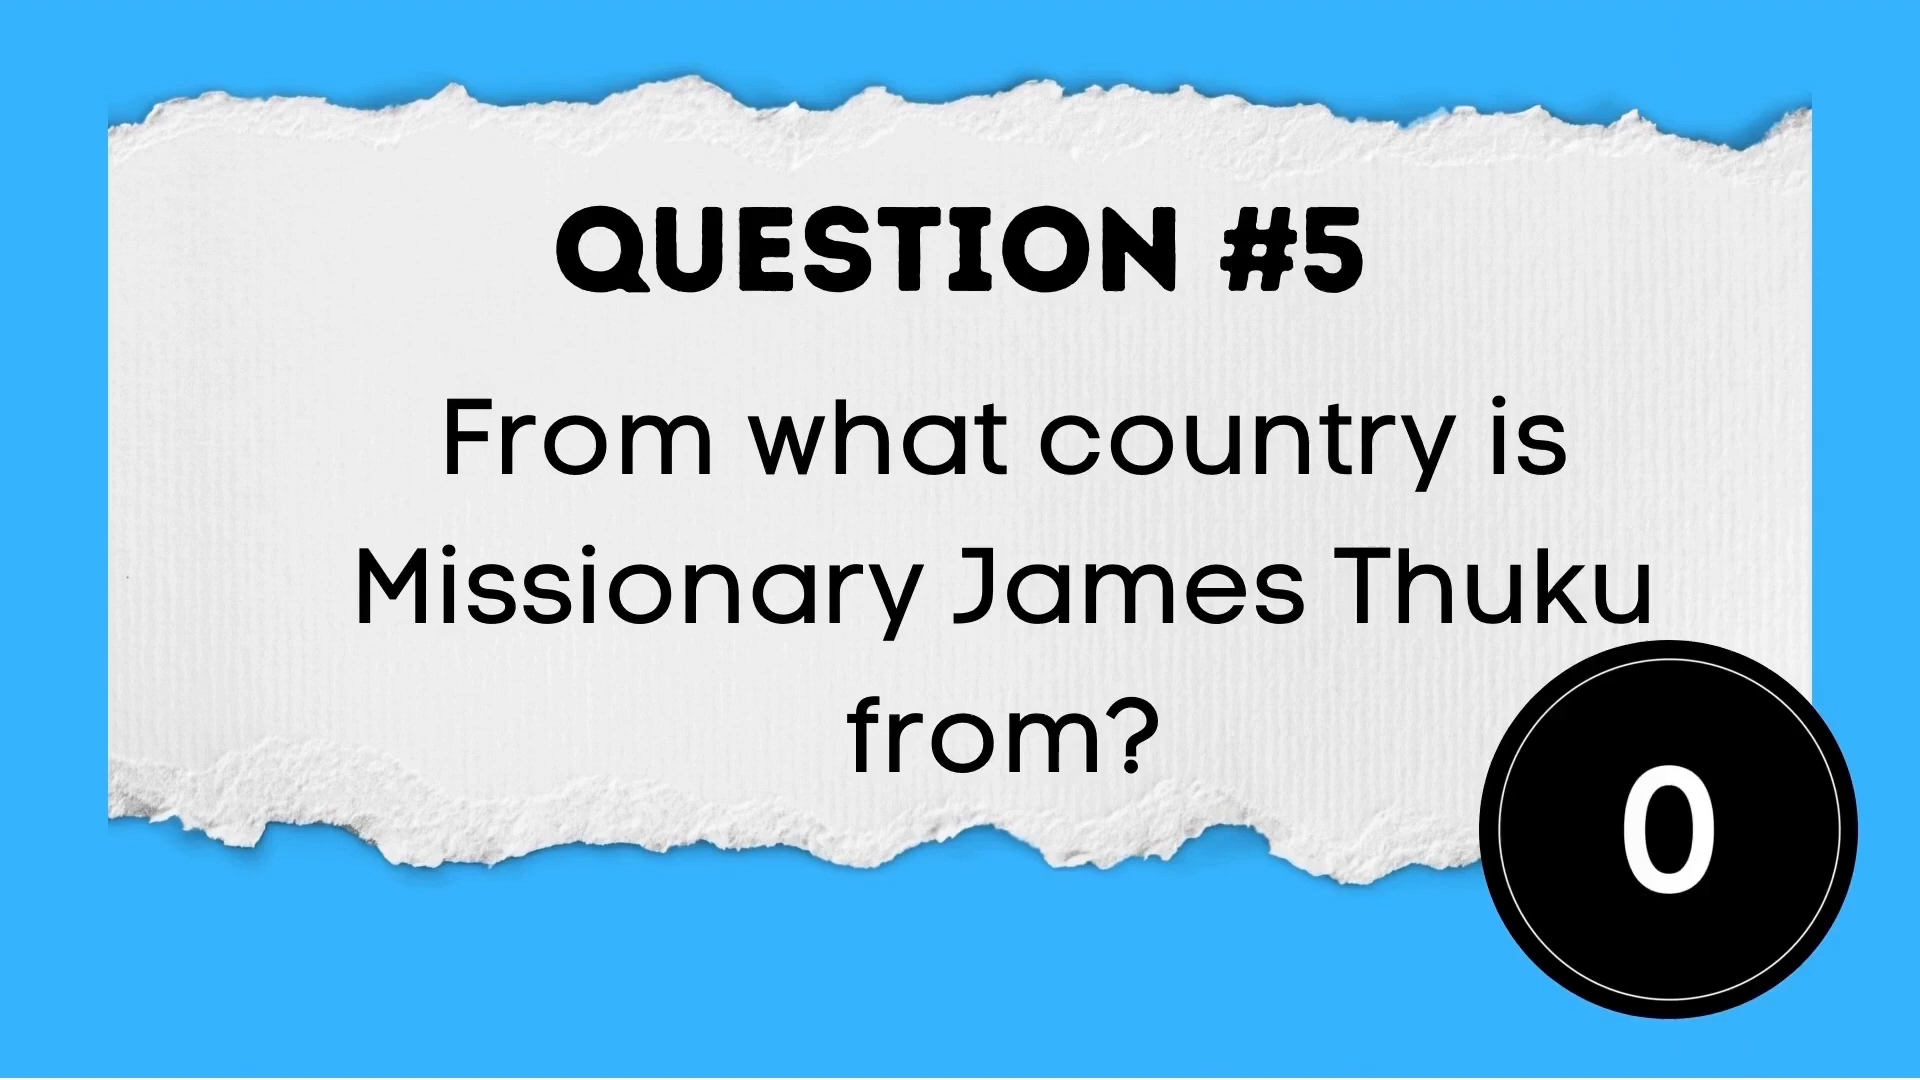 QUESTION #5
From what country is
Missionary James Thuku
from?
0